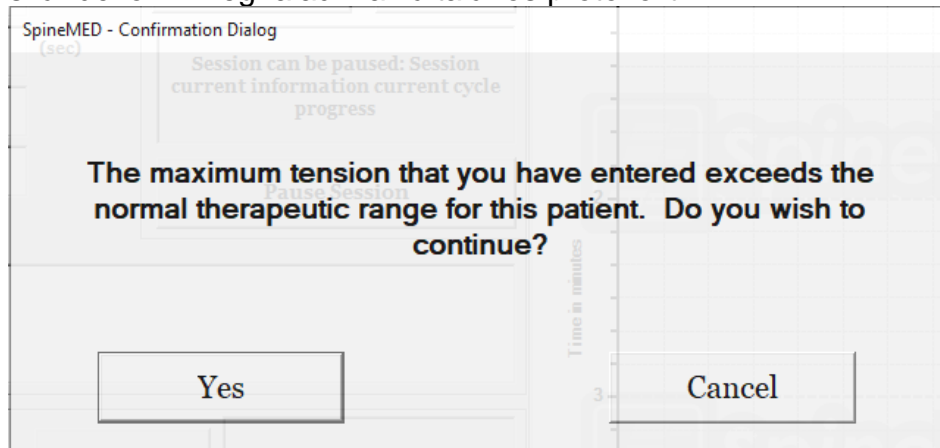 SpineMED - Confirmation Dialog
(sec)
Session can be paused: Session
current information current cycle
progress
The maximum tension that you have entered exceeds the
Pause Session
2
normal therapeutic range for this patient.  Do you wish to
continue?
Time in minutes
Spine
Yes
Cancel
3